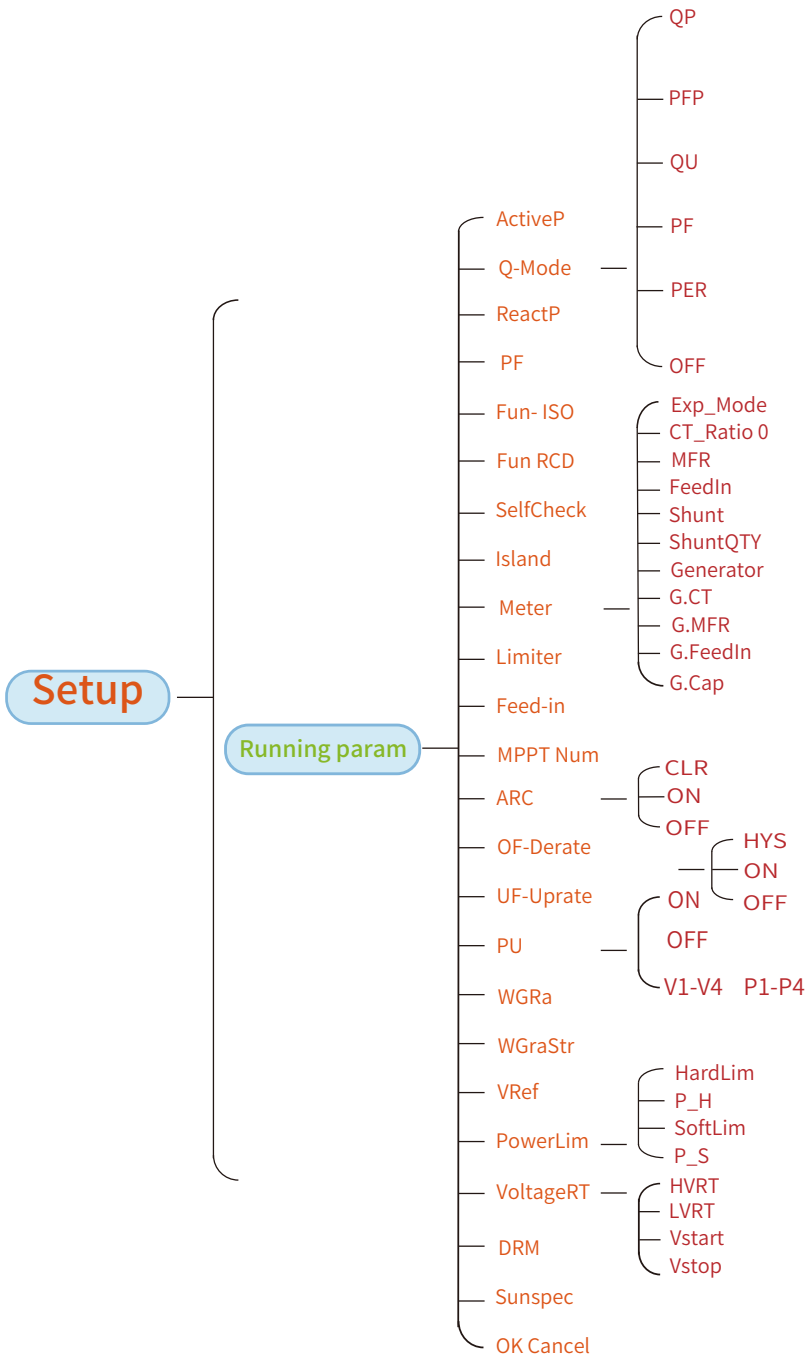 Setup
Running param
ActiveP
Q-Mode
QP
PFP
QU
PF
PER
OFF
ReactP
PF
Fun- ISO
Fun RCD
SelfCheck
Island
Meter
Exp_Mode
CT_Ratio 0
MFR
FeedIn
Shunt
ShuntQTY
Generator
G.CT
G.MFR
G.FeedIn
G.Cap
Limiter
Feed-in
MPPT Num
ARC
CLR
ON
OFF
OF-Derate
UF-Uprate
HYS
ON
OFF
PU
ON
OFF
V1-V4 P1-P4
WGRa
WGraStr
VRef
PowerLim
HardLim
P_H
SoftLim
P_S
VoltageRT
HVRT
LVRT
Vstart
Vstop
DRM
Sunspec
OK Cancel